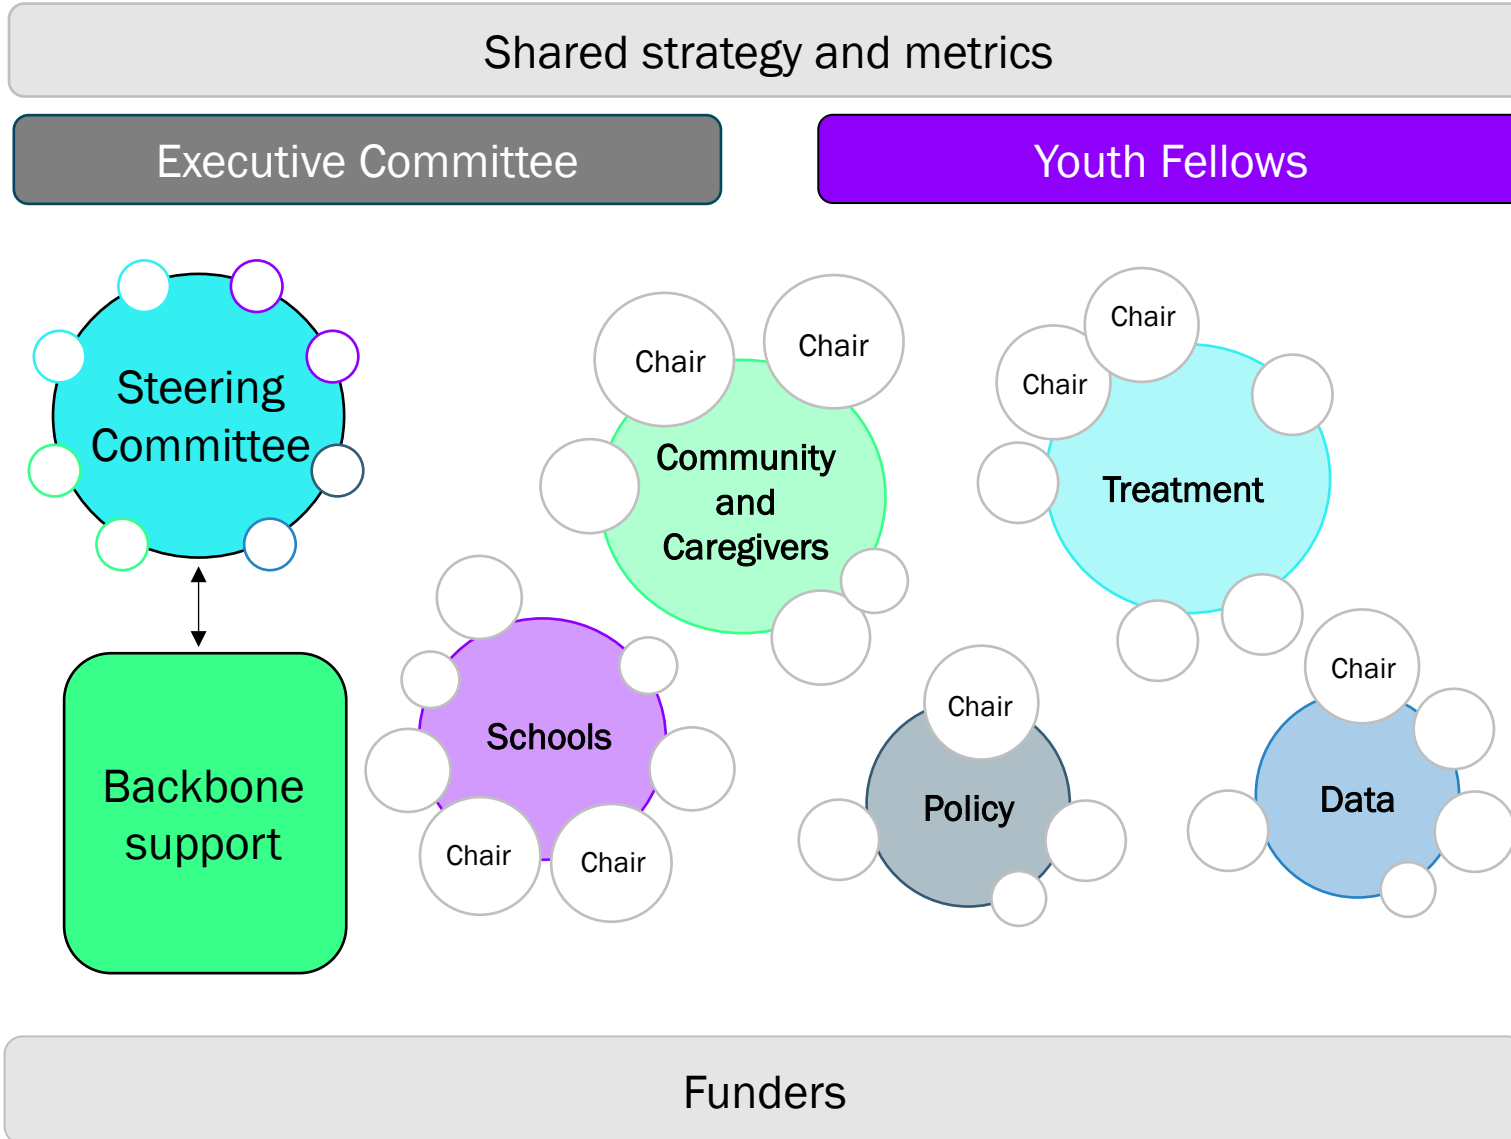 Shared strategy and metrics
Executive Committee
Youth Fellows
Steering
Committee
Chair
Chair
Community
and
Caregivers
Chair
Chair
Treatment
Backbone
support
Schools
Chair
Chair
Chair
Policy
Chair
Data
Funders